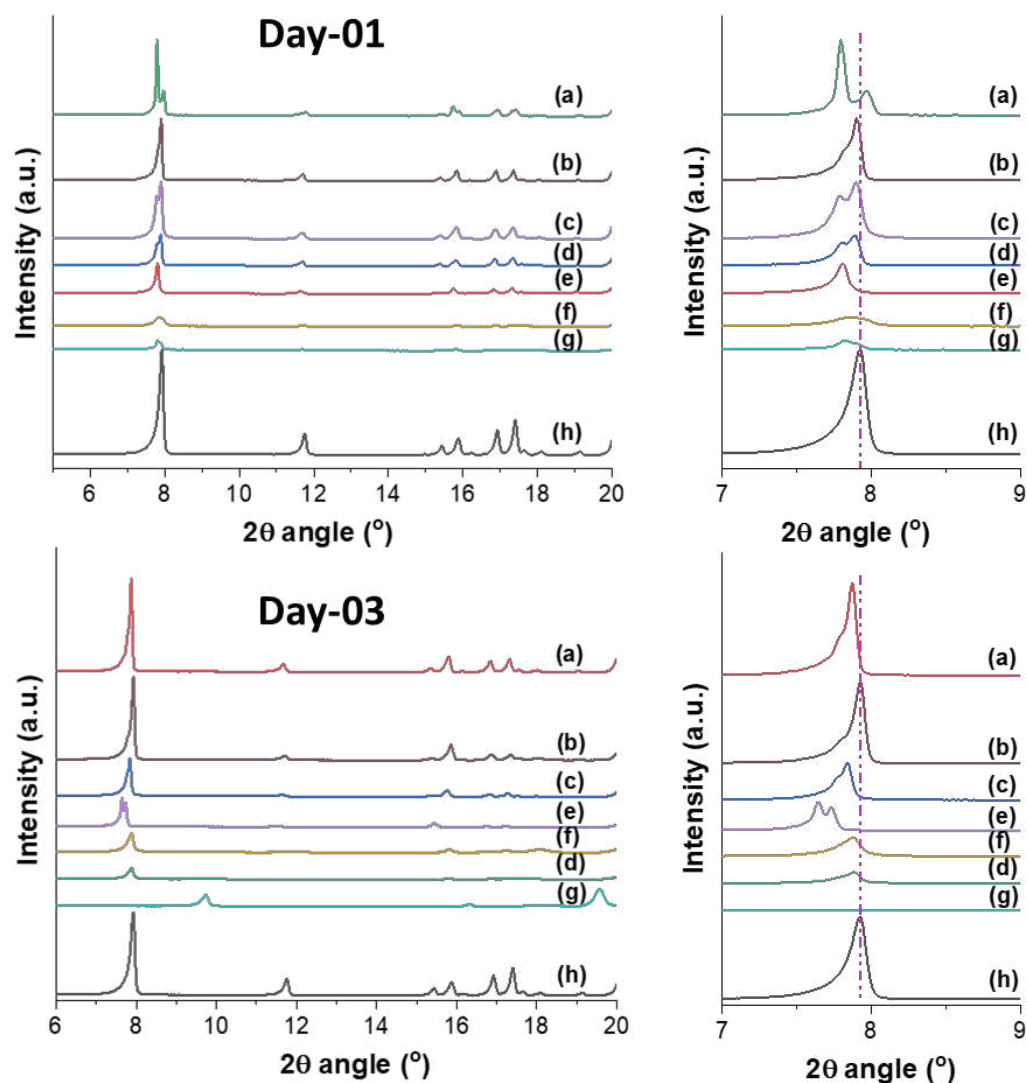 Day-01
Intensity (a.u.)
(a)
(b)
(c)
(d)
(e)
(f)
(g)
(h)
6 8 10 12 14 16 18 20
2θ angle (°)
Intensity (a.u.)
(a)
(b)
(c)
(d)
(e)
(f)
(g)
(h)
7 8 9
2θ angle (°)
Day-03
Intensity (a.u.)
(a)
(b)
(c)
(e)
(f)
(d)
(g)
(h)
6 8 10 12 14 16 18 20
2θ angle (°)
Intensity (a.u.)
(a)
(b)
(c)
(e)
(f)
(d)
(g)
(h)
7 8 9
2θ angle (°)